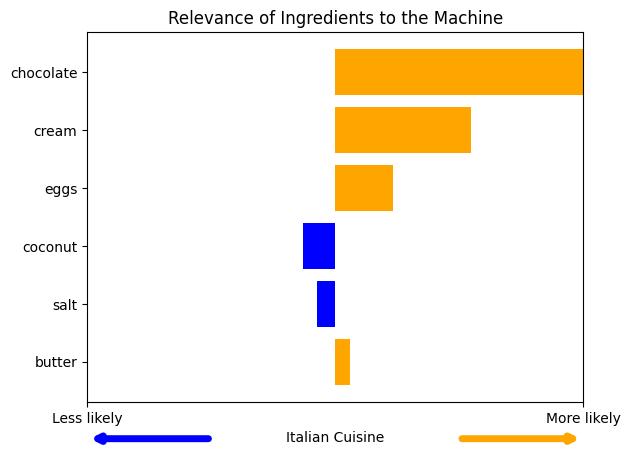 Relevance of Ingredients to the Machine
chocolate
cream
eggs
coconut
salt
butter
Less likely
More likely
Italian Cuisine